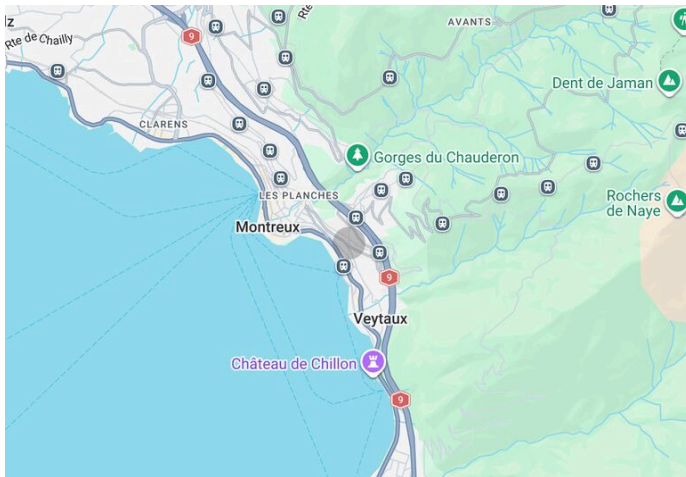 lz
Rte de Chailly
9
Rte
AVANTS
Dent de Jaman
CLARENS
Gorges du Chauderon
LES PLANCHES
Rochers
de Naye
Montreux
9
Veytaux
Château de Chillon
9